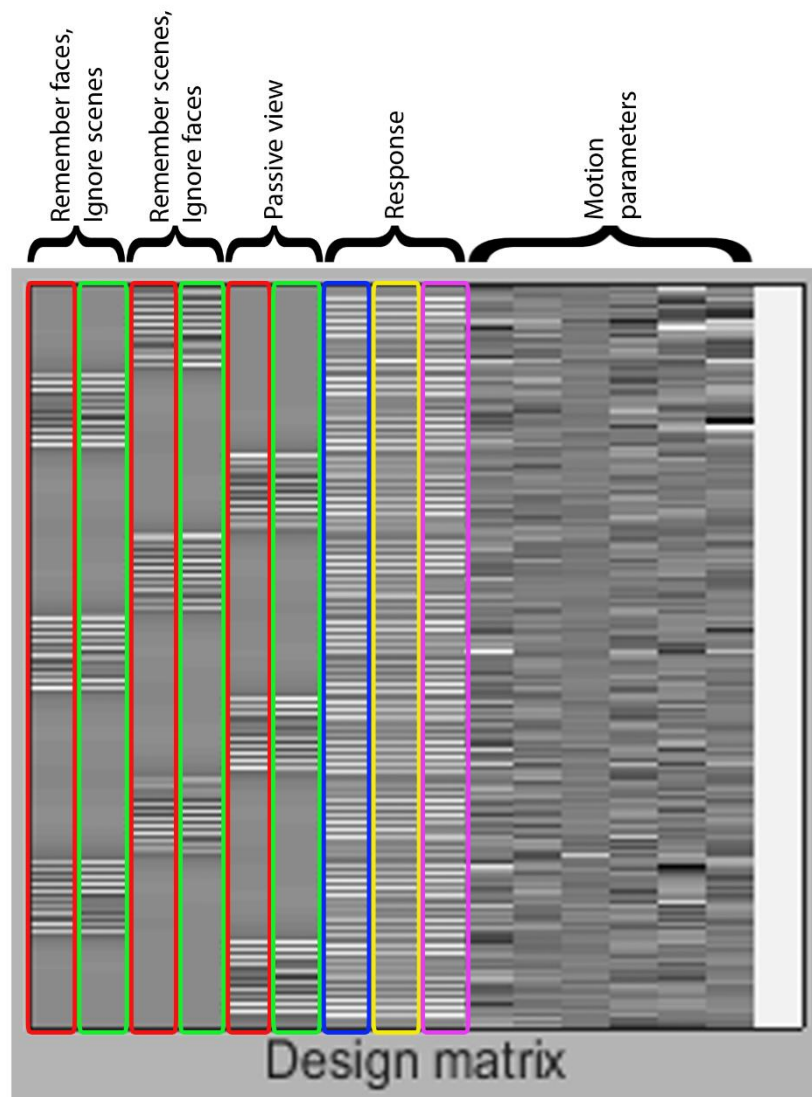 Remember faces,
Ignore scenes
Remember scenes,
Ignore faces
Passive view
Response
Motion
parameters
Design matrix